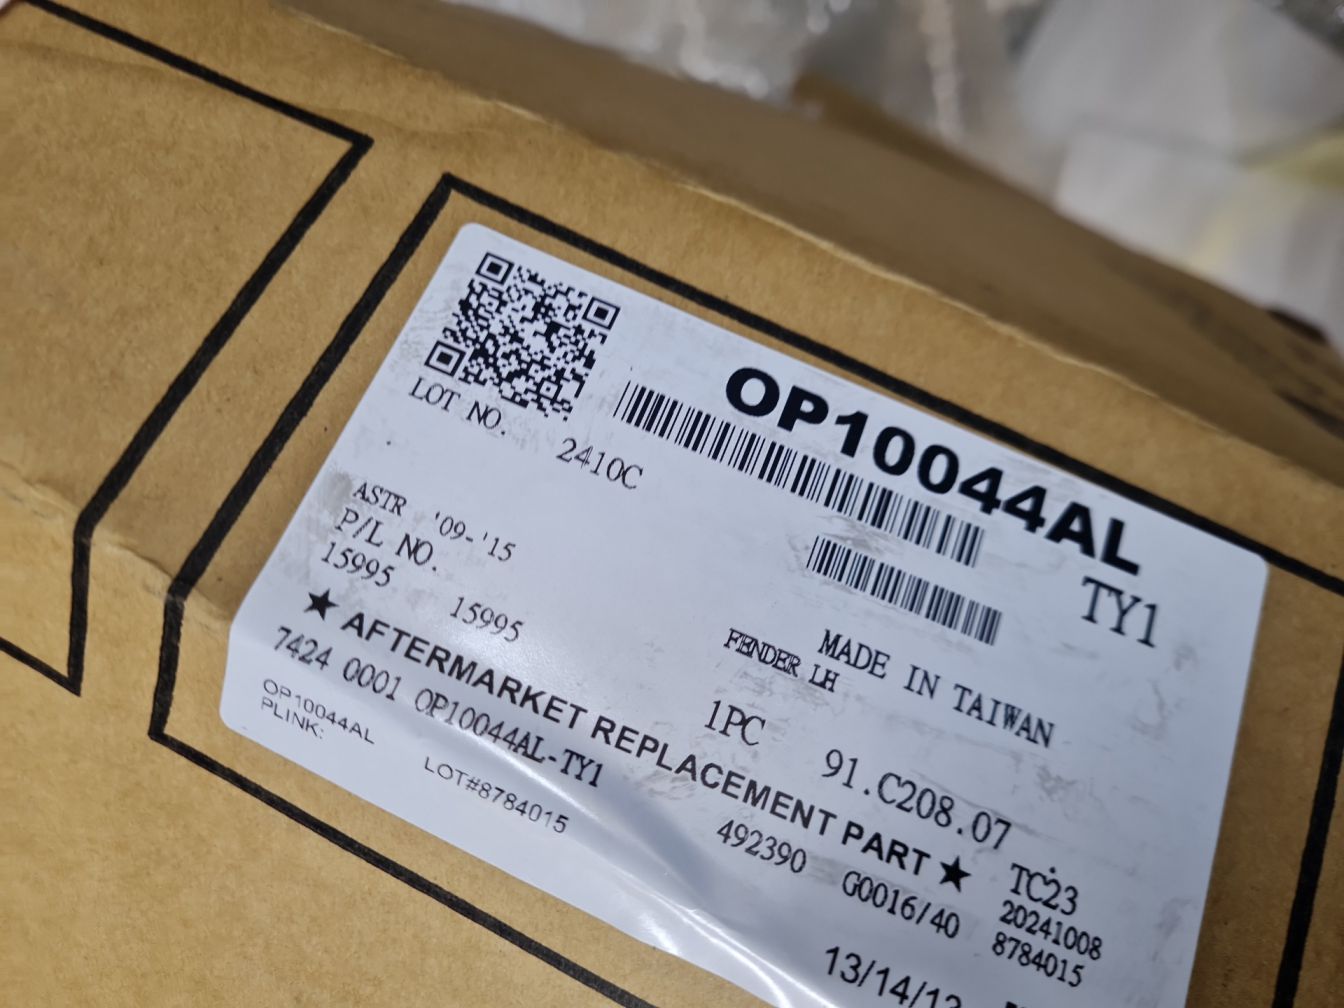 OP10044AL
TY1
LOT NO.
2410C
MADE IN TAIWAN
ASTR '09-'15
FENDER LH
P/L NO.
15995
15995
1PC
91.C208.07
★ AFTERMARKET REPLACEMENT PART ★
TC23
7424 0001 OP10044AL-TY1
492390
G0016/40
20241008
8784015
OP10044AL
PLINK:
LOT#8784015